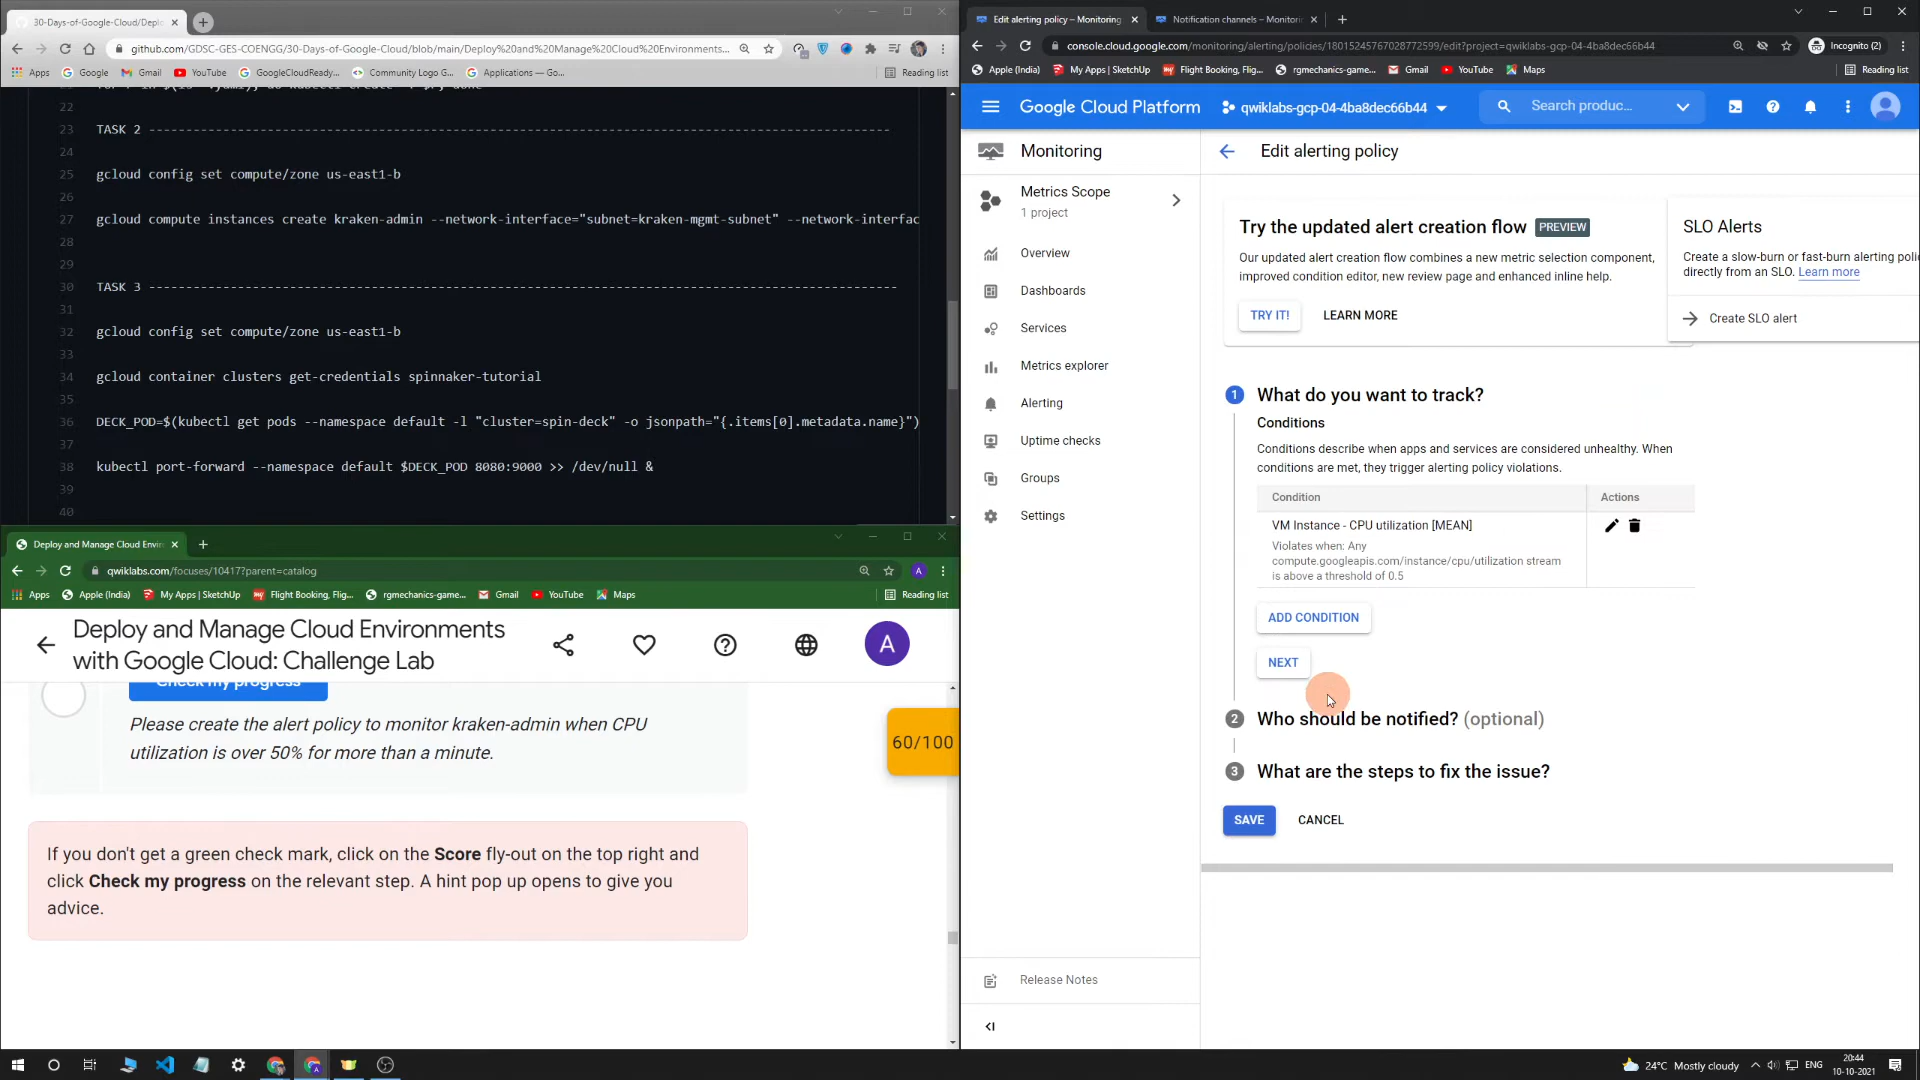 30-Days-of-Google-Cloud/Deplo
github.com/GDSC-GES-COENGG/30-Days-of-Google-Cloud/blob/main/Deploy%20and%20Manage%20Cloud%20Environments...
Apps
Google
Gmail
YouTube
GoogleCloudReady...
Community Logo G...
Applications — Go...
Reading list
22
23 TASK 2 ----------------------------------------------------------------------------------------------------
24
25 gcloud config set compute/zone us-east1-b
26
27 gcloud compute instances create kraken-admin --network-interface="subnet=kraken-mgmt-subnet" --network-interfac
28
29
30 TASK 3 -----------------------------------------------------------------------------------------------------
31
32 gcloud config set compute/zone us-east1-b
33
34 gcloud container clusters get-credentials spinnaker-tutorial
35
36 DECK_POD=$(kubectl get pods --namespace default -l "cluster=spin-deck" -o jsonpath="{.items[0].metadata.name}")
37
38 kubectl port-forward --namespace default $DECK_POD 8080:9000 >> /dev/null &
39
40
Deploy and Manage Cloud Envir
qwiklabs.com/focuses/10417?parent=catalog
A
Apps
Apple (India)
My Apps | SketchUp
Flight Booking, Flig...
rgmechanics-game...
Gmail
YouTube
Maps
Reading list
Deploy and Manage Cloud Environments
with Google Cloud: Challenge Lab
A
Check my progress
Please create the alert policy to monitor kraken-admin when CPU
utilization is over 50% for more than a minute.
60/100
If you don't get a green check mark, click on the Score fly-out on the top right and
click Check my progress on the relevant step. A hint pop up opens to give you
advice.
Edit alerting policy – Monitoring
Notification channels – Monitorin
console.cloud.google.com/monitoring/alerting/policies/18015245767028772599/edit?project=qwiklabs-gcp-04-4ba8dec66b44
Incognito (2)
Apple (India)
My Apps | SketchUp
Flight Booking, Flig...
rgmechanics-game...
Gmail
YouTube
Maps
Reading list
Google Cloud Platform
qwiklabs-gcp-04-4ba8dec66b44
Search produc...
Monitoring
Metrics Scope
1 project
Overview
Dashboards
Services
Metrics explorer
Alerting
Uptime checks
Groups
Settings
Release Notes
Edit alerting policy
Try the updated alert creation flow PREVIEW
Our updated alert creation flow combines a new metric selection component,
improved condition editor, new review page and enhanced inline help.
TRY IT!
LEARN MORE
SLO Alerts
Create a slow-burn or fast-burn alerting poli
directly from an SLO. Learn more
Create SLO alert
1 What do you want to track?
Conditions
Conditions describe when apps and services are considered unhealthy. When
conditions are met, they trigger alerting policy violations.
Condition
Actions
VM Instance - CPU utilization [MEAN]
Violates when: Any
compute.googleapis.com/instance/cpu/utilization stream
is above a threshold of 0.5
ADD CONDITION
NEXT
2 Who should be notified? (optional)
3 What are the steps to fix the issue?
SAVE
CANCEL
24°C Mostly cloudy
ENG
20:44
10-10-2021